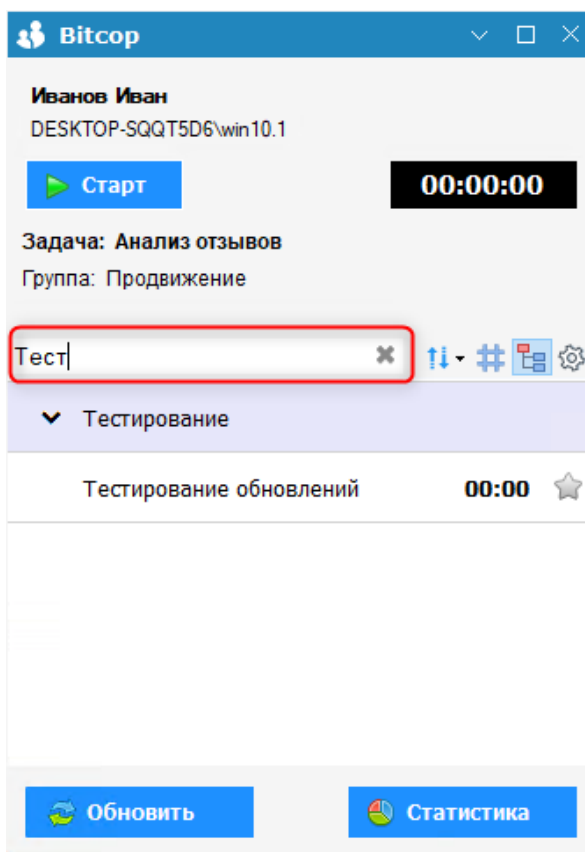 Bitcop
Иванов Иван
DESKTOP-SQQT5D6\win10.1
Старт 00:00:00
Задача: Анализ отзывов
Группа: Продвижение
Тест
Тестирование
Тестирование обновлений 00:00
Обновить Статистика